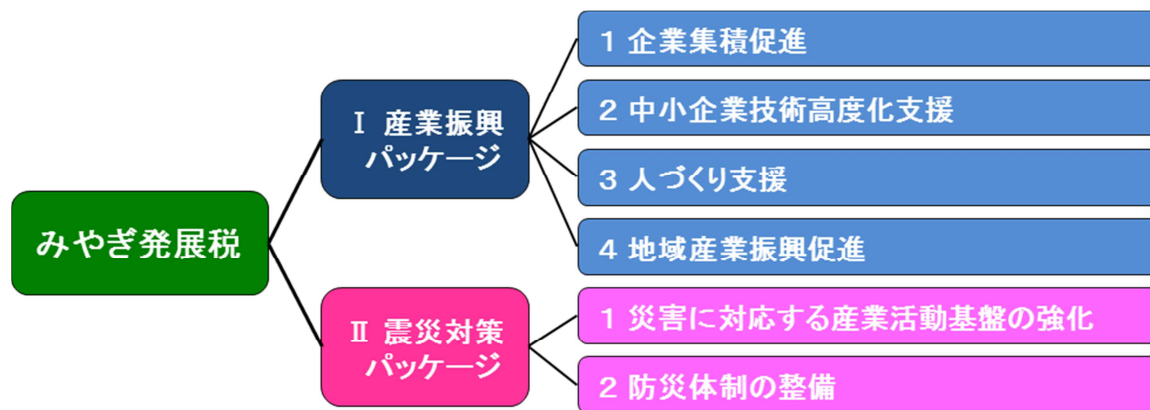 みやぎ発展税
Ⅰ 産業振興
パッケージ
1 企業集積促進
2 中小企業技術高度化支援
3 人づくり支援
4 地域産業振興促進
Ⅱ 震災対策
パッケージ
1 災害に対応する産業活動基盤の強化
2 防災体制の整備